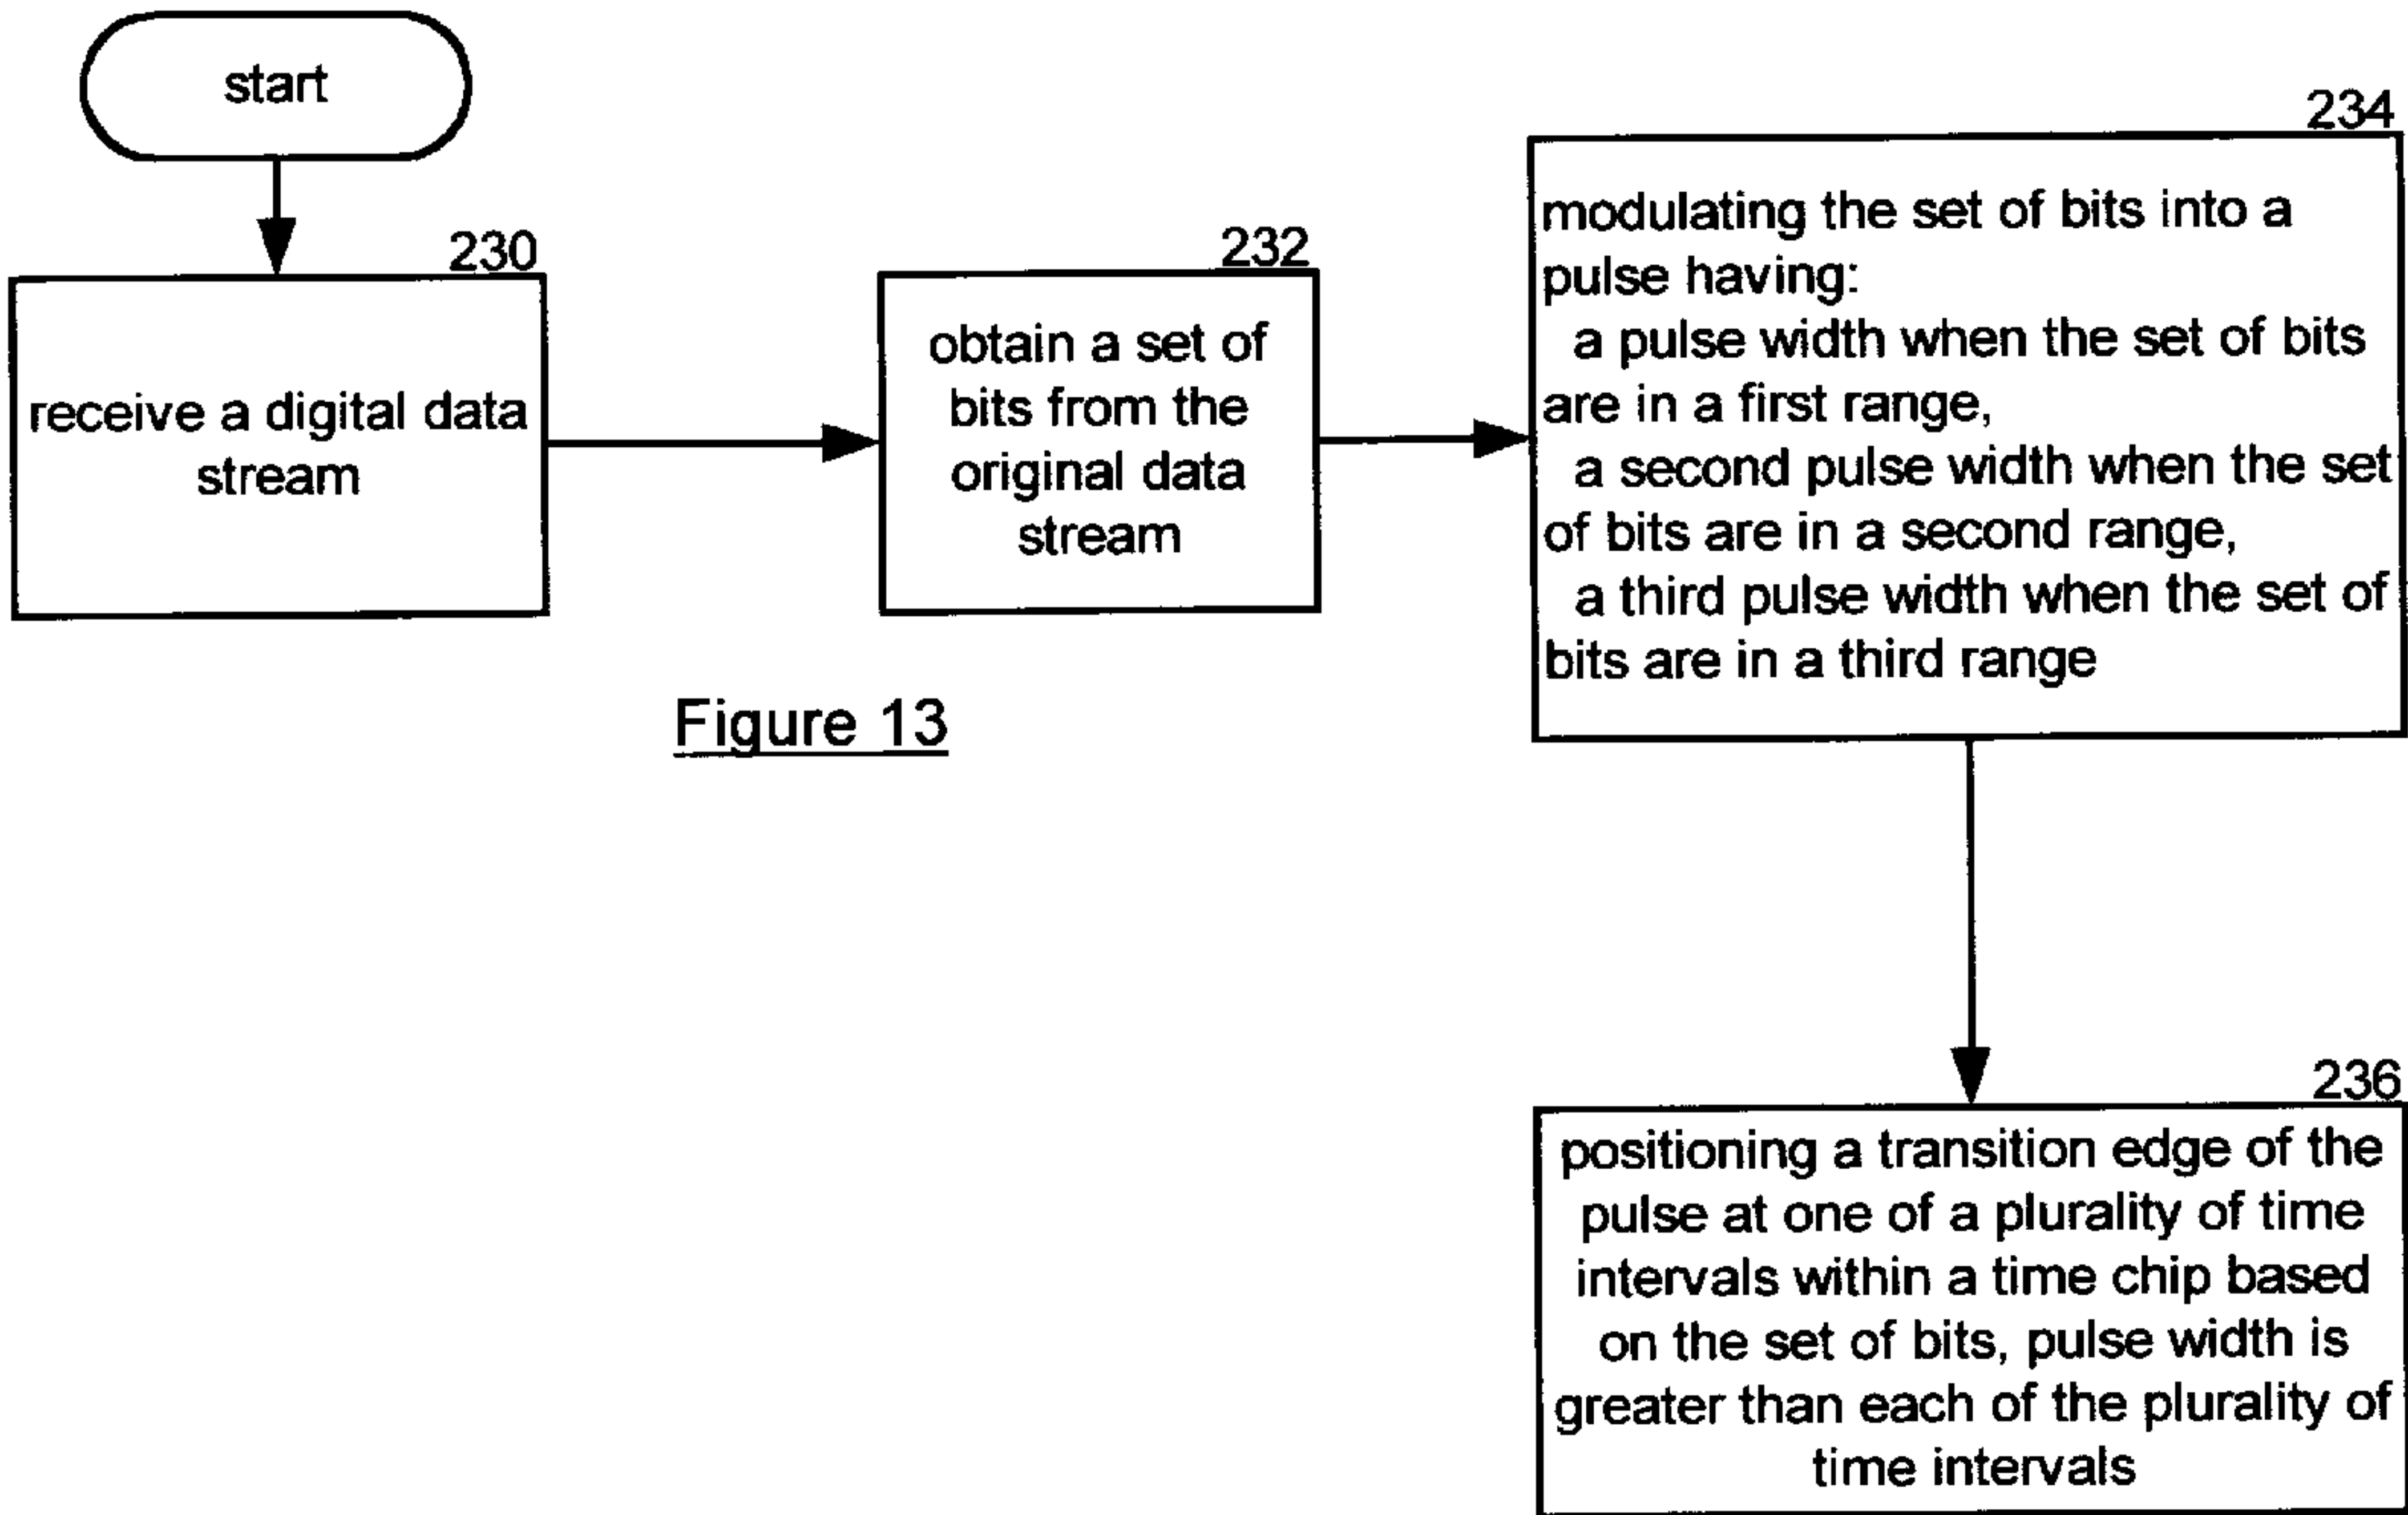 start
230
receive a digital data
stream
232
obtain a set of
bits from the
original data
stream
234
modulating the set of bits into a
pulse having:
a pulse width when the set of bits
are in a first range,
a second pulse width when the set
of bits are in a second range,
a third pulse width when the set of
bits are in a third range
Figure 13
236
positioning a transition edge of the
pulse at one of a plurality of time
intervals within a time chip based
on the set of bits, pulse width is
greater than each of the plurality of
time intervals